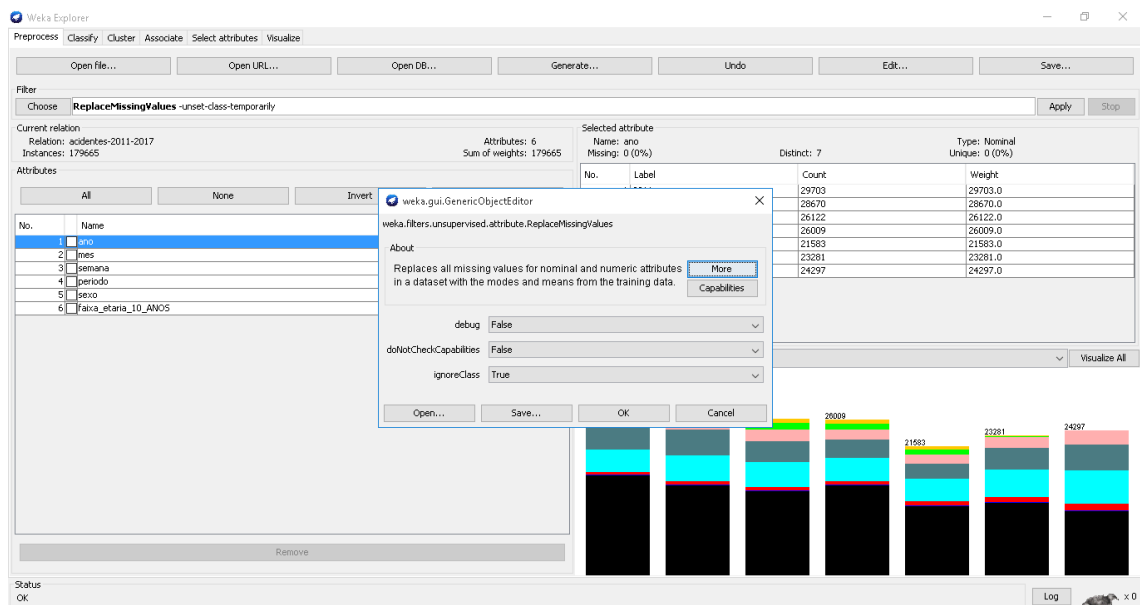 Weka Explorer
Preprocess Classify Cluster Associate Select attributes Visualize
Open file... Open URL... Open DB... Generate... Undo Edit... Save...
Filter
Choose ReplaceMissingValues -unset-class-temporarily Apply Stop
Current relation
Relation: acidentes-2011-2017 Attributes: 6
Instances: 179665 Sum of weights: 179665
Selected attribute
Name: ano Type: Nominal
Missing: 0 (0%) Distinct: 7 Unique: 0 (0%)
Attributes
All None Invert
No. Name
1 ano
2 mes
3 semana
4 periodo
5 sexo
6 faixa_etaria_10_ANOS
Remove
No. Label Count Weight
29703 29703.0
28670 28670.0
26122 26122.0
26009 26009.0
21583 21583.0
23281 23281.0
24297 24297.0
weka.gui.GenericObjectEditor
weka.filters.unsupervised.attribute.ReplaceMissingValues
About
Replaces all missing values for nominal and numeric attributes
in a dataset with the modes and means from the training data.
More
Capabilities
debug False
doNotCheckCapabilities False
ignoreClass True
Open... Save... OK Cancel
Visualize All
26009
21583
23281
24297
Status
OK
Log x 0